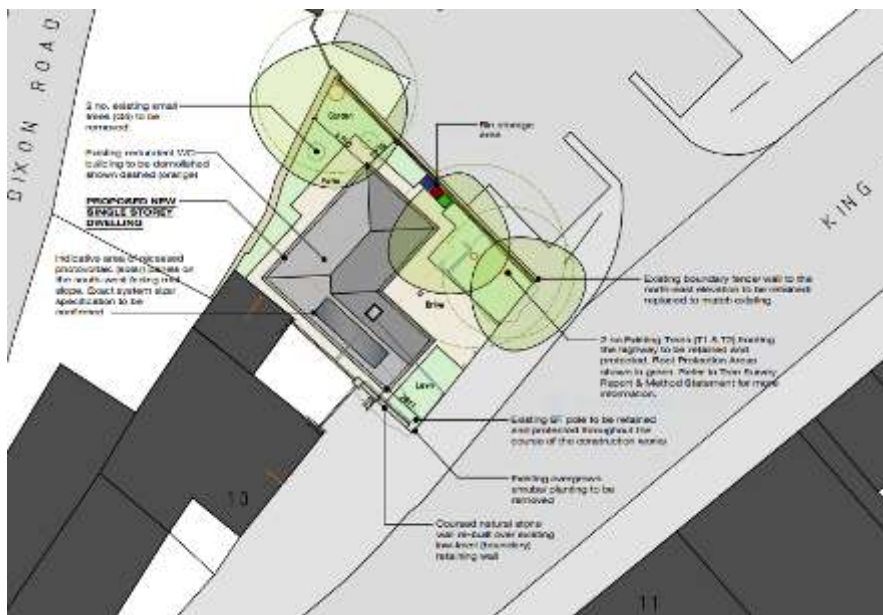 DIXON ROAD
2 no. existing small
trees (G3) to be
removed
Existing redundant WC
building to be demolished
shown dashed (orange)
PROPOSED NEW
SINGLE STOREY
DWELLING
Indicative area of recessed
photovoltaic (solar) panels on
the south-west facing roof
slope. Exact system size/
specification to be
confirmed
Garden
Patio
Entry
Lawn
Bin storage
area
KING
Existing boundary fence/ wall to the
north-east elevation to be retained/
replaced to match existing
2 no Existing Trees (T1 & T2) fronting
the highway to be retained and
protected. Root Protection Areas
shown in green. Refer to Tree Survey
Report & Method Statement for more
information.
Existing BT pole to be retained
and protected throughout the
course of the construction works
Existing overgrown
shrubs/ planting to be
removed
Coursed natural stone
wall re-built over existing
low-level (boundary)
retaining wall
10
11